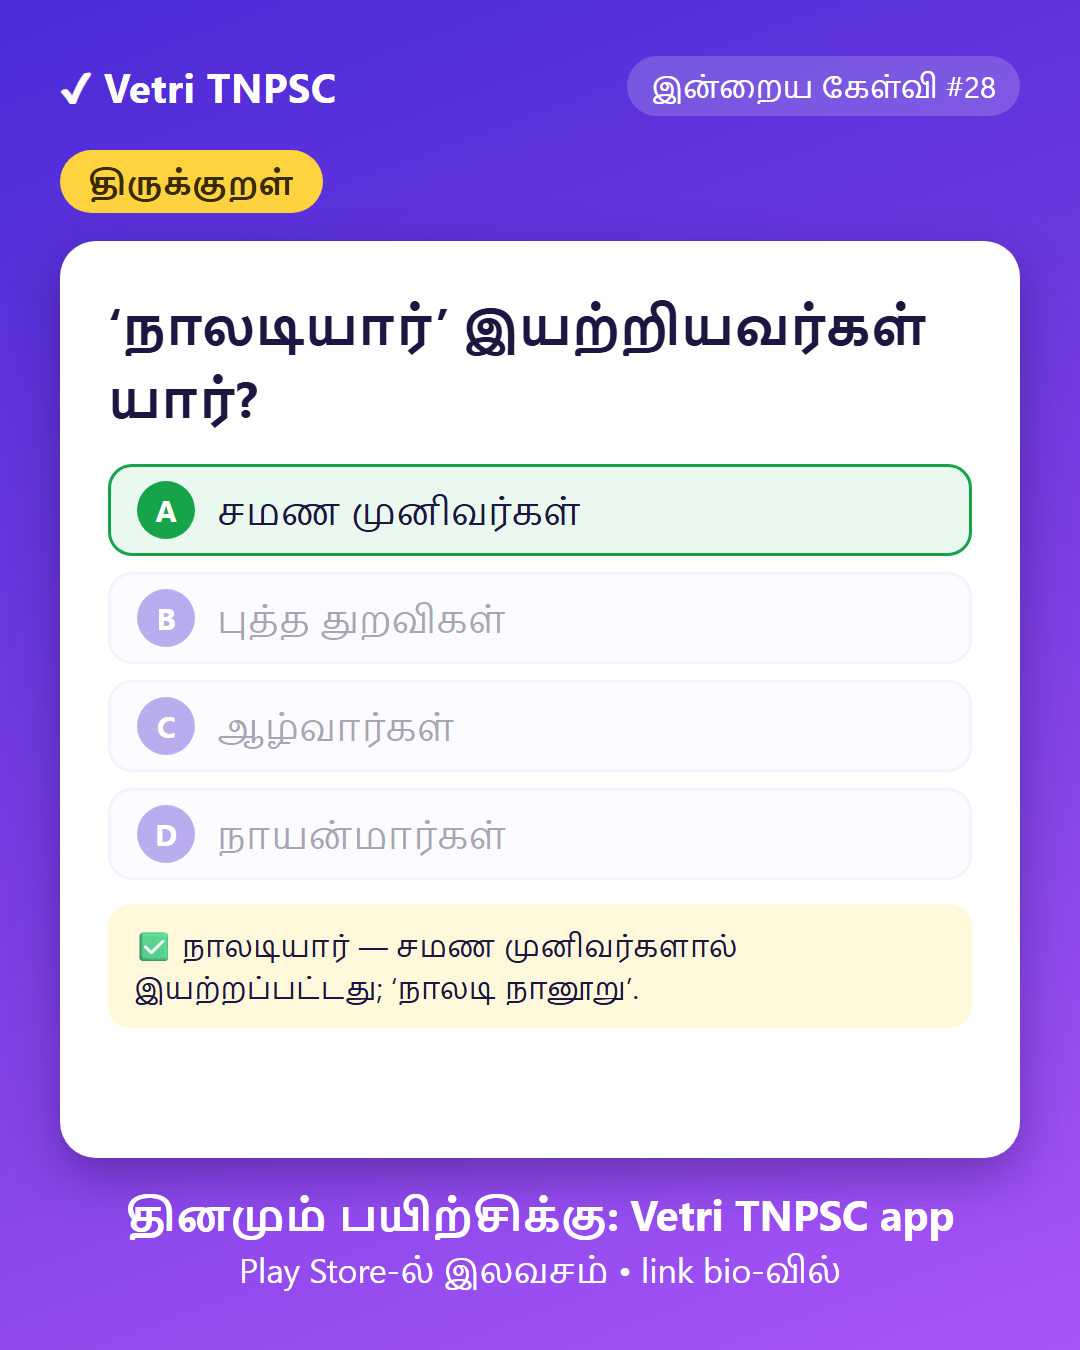 ✔ Vetri TNPSC
இன்றைய கேள்வி #28
திருக்குறள்
‘நாலடியார்’ இயற்றியவர்கள்
யார்?
A சமண முனிவர்கள்
B புத்த துறவிகள்
C ஆழ்வார்கள்
D நாயன்மார்கள்
✅ நாலடியார் — சமண முனிவர்களால்
இயற்றப்பட்டது; ‘நாலடி நானூறு’.
தினமும் பயிற்சிக்கு: Vetri TNPSC app
Play Store-ல் இலவசம் • link bio-வில்